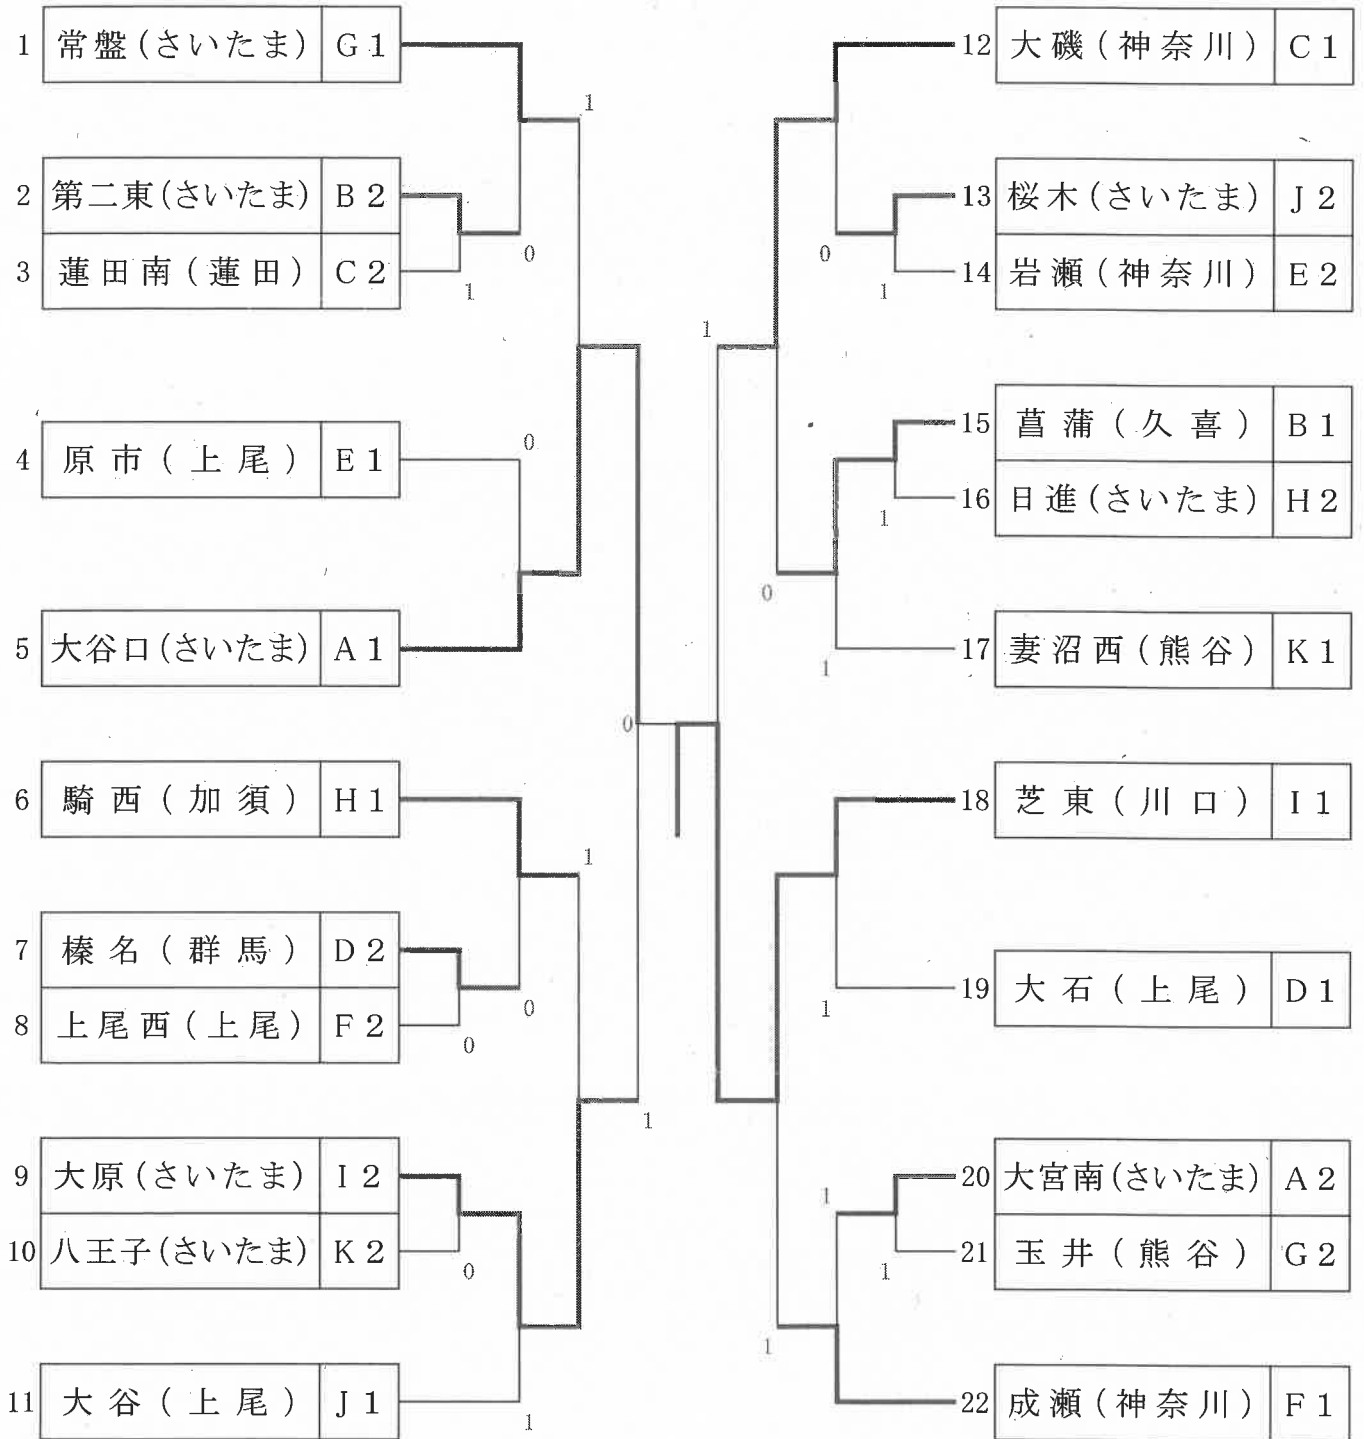 1 常盤(さいたま) G1
2 第二東(さいたま) B2
3 蓮田南(蓮田) C2
4 原市(上尾) E1
5 大谷口(さいたま) A1
6 騎西(加須) H1
7 榛名(群馬) D2
8 上尾西(上尾) F2
9 大原(さいたま) I2
10 八王子(さいたま) K2
11 大谷(上尾) J1
1
0
1
0
1
0
0
0
1
0
1
1
0
0
1
1
0
1
1
1
1
1
12 大磯(神奈川) C1
13 桜木(さいたま) J2
14 岩瀬(神奈川) E2
15 菖蒲(久喜) B1
16 日進(さいたま) H2
17 妻沼西(熊谷) K1
18 芝東(川口) I1
19 大石(上尾) D1
20 大宮南(さいたま) A2
21 玉井(熊谷) G2
22 成瀬(神奈川) F1